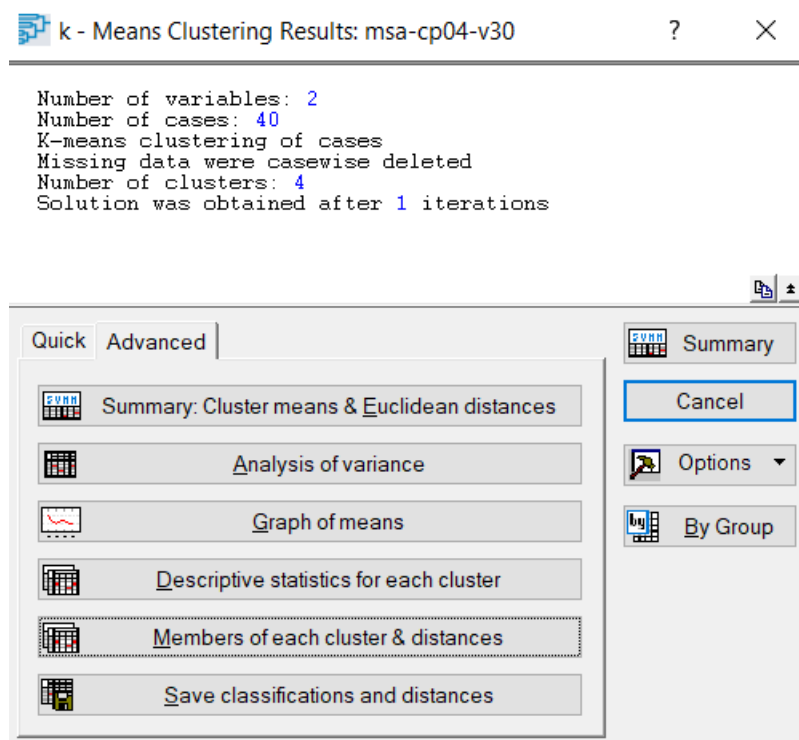 k - Means Clustering Results: msa-cp04-v30 ? ×
Number of variables: 2
Number of cases: 40
K-means clustering of cases
Missing data were casewise deleted
Number of clusters: 4
Solution was obtained after 1 iterations
Quick Advanced
Summary
Summary: Cluster means & Euclidean distances
Cancel
Analysis of variance
Options
Graph of means
By Group
Descriptive statistics for each cluster
Members of each cluster & distances
Save classifications and distances